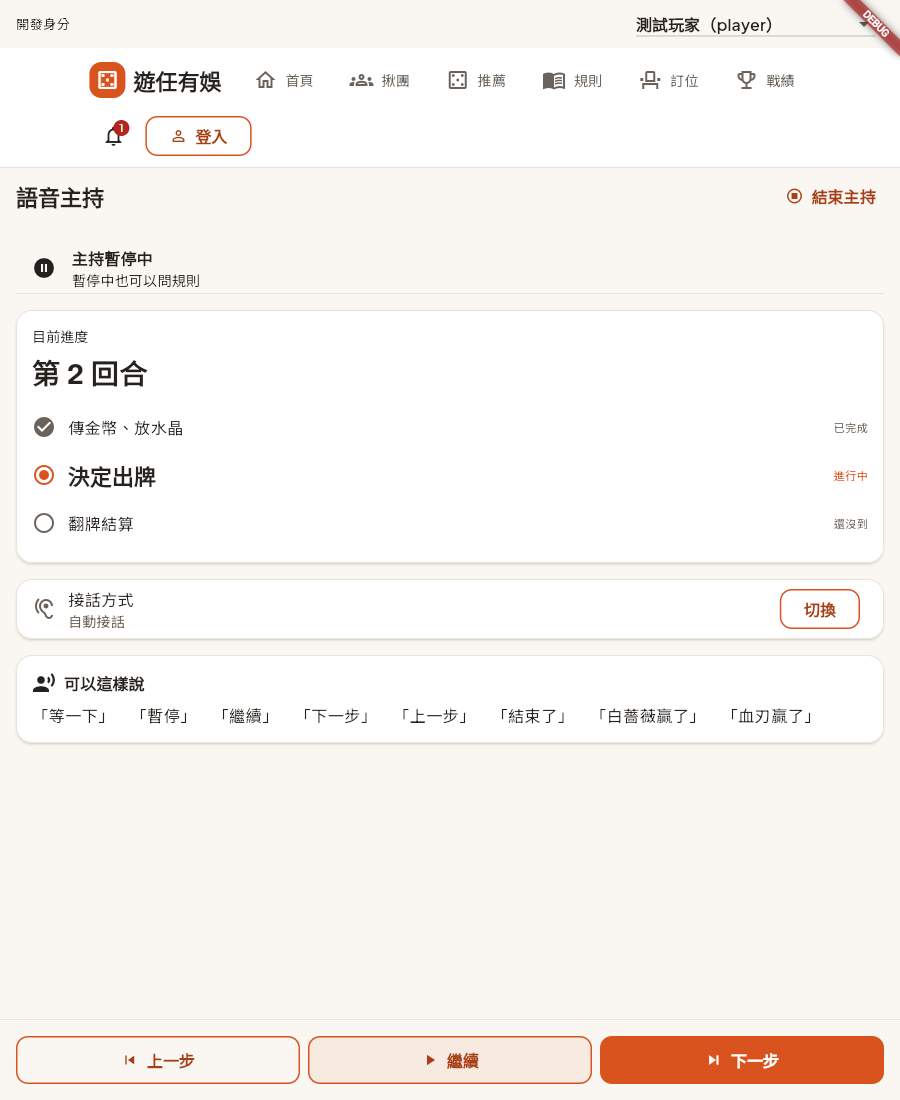 開發身分
測試玩家（player）
DEBUG
遊任有娛
首頁
揪團
推薦
規則
訂位
戰績
1
登入
語音主持
結束主持
主持暫停中
暫停中也可以問規則
目前進度
第 2 回合
傳金幣、放水晶
已完成
決定出牌
進行中
翻牌結算
還沒到
接話方式
自動接話
切換
可以這樣說
「等一下」 「暫停」 「繼續」 「下一步」 「上一步」 「結束了」 「白薔薇贏了」 「血刃贏了」
上一步
繼續
下一步